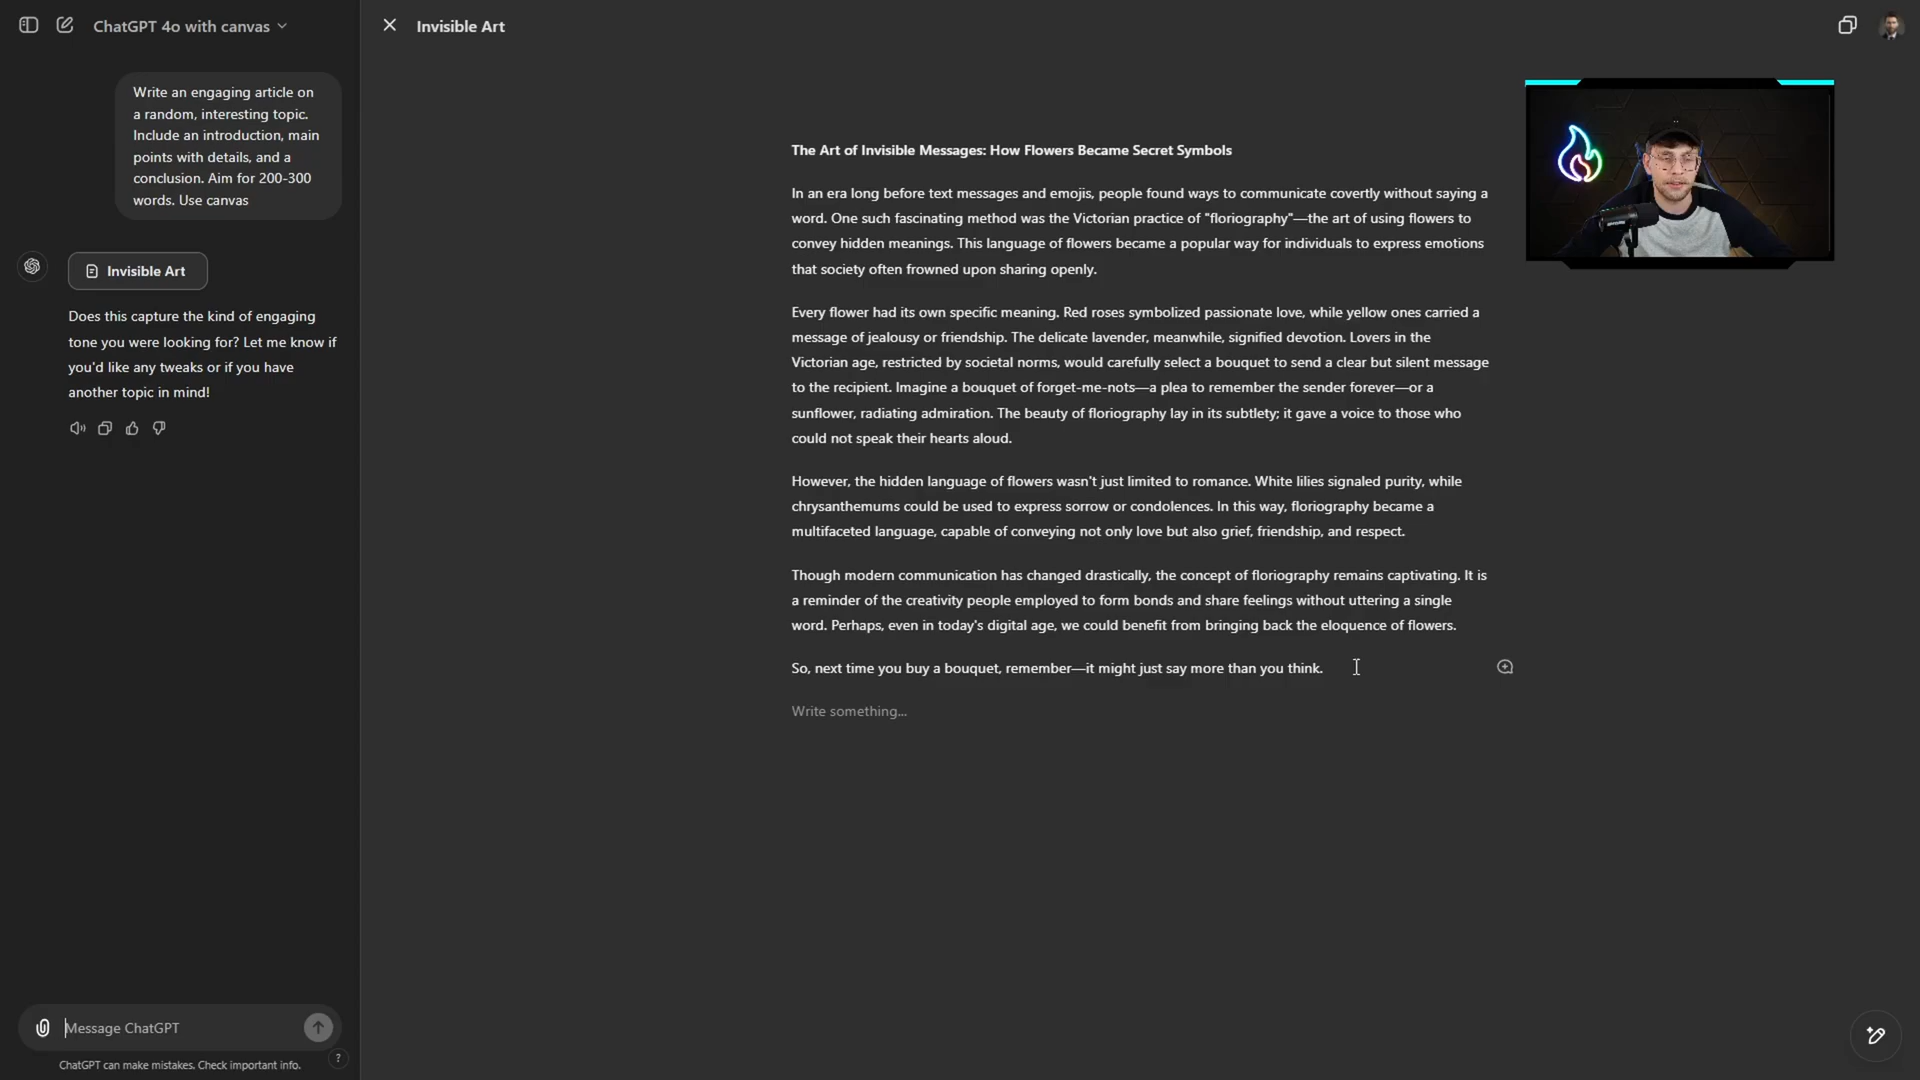 ChatGPT 4o with canvas
Write an engaging article on
a random, interesting topic.
Include an introduction, main
points with details, and a
conclusion. Aim for 200-300
words. Use canvas
Invisible Art
Does this capture the kind of engaging
tone you were looking for? Let me know if
you'd like any tweaks or if you have
another topic in mind!
Message ChatGPT
ChatGPT can make mistakes. Check important info.
?
Invisible Art
The Art of Invisible Messages: How Flowers Became Secret Symbols
In an era long before text messages and emojis, people found ways to communicate covertly without saying a
word. One such fascinating method was the Victorian practice of "floriography"—the art of using flowers to
convey hidden meanings. This language of flowers became a popular way for individuals to express emotions
that society often frowned upon sharing openly.
Every flower had its own specific meaning. Red roses symbolized passionate love, while yellow ones carried a
message of jealousy or friendship. The delicate lavender, meanwhile, signified devotion. Lovers in the
Victorian age, restricted by societal norms, would carefully select a bouquet to send a clear but silent message
to the recipient. Imagine a bouquet of forget-me-nots—a plea to remember the sender forever—or a
sunflower, radiating admiration. The beauty of floriography lay in its subtlety; it gave a voice to those who
could not speak their hearts aloud.
However, the hidden language of flowers wasn't just limited to romance. White lilies signaled purity, while
chrysanthemums could be used to express sorrow or condolences. In this way, floriography became a
multifaceted language, capable of conveying not only love but also grief, friendship, and respect.
Though modern communication has changed drastically, the concept of floriography remains captivating. It is
a reminder of the creativity people employed to form bonds and share feelings without uttering a single
word. Perhaps, even in today's digital age, we could benefit from bringing back the eloquence of flowers.
So, next time you buy a bouquet, remember—it might just say more than you think.
Write something...